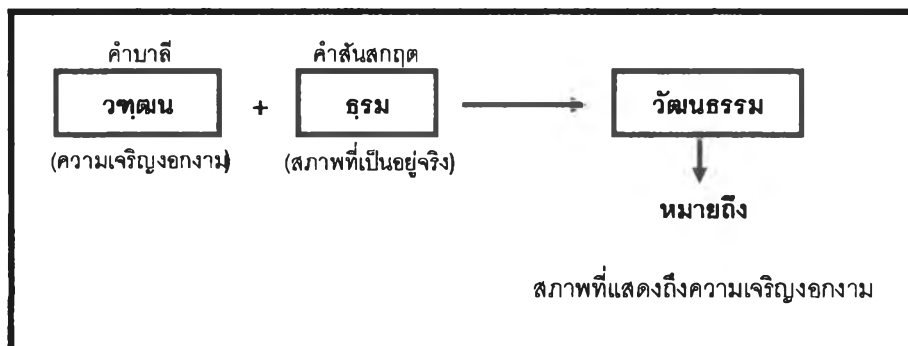 คำบาลี คำสันสกฤต
วฑฺฒน + ธฺรม วัฒนธรรม
(ความเจริญงอกงาม) (สภาพที่เป็นอยู่จริง)
หมายถึง
สภาพที่แสดงถึงความเจริญงอกงาม